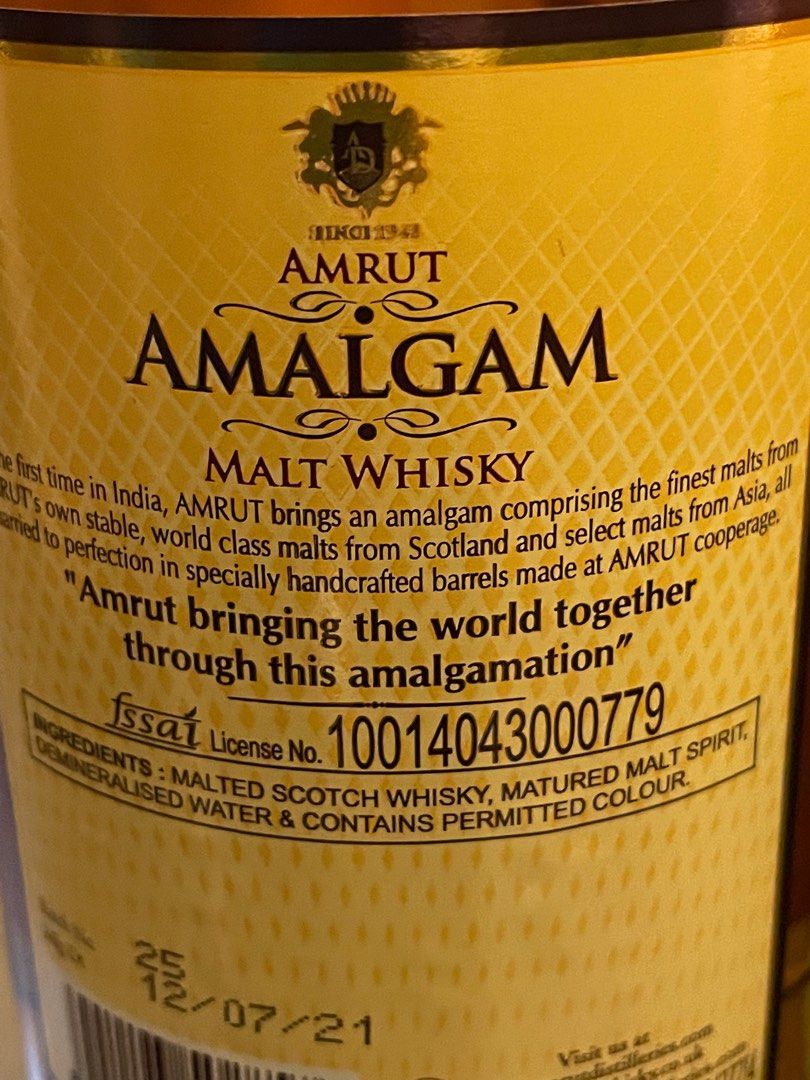 AD
SINCE 1948
AMRUT
AMALGAM
MALT WHISKY
first time in India, AMRUT brings an amalgam comprising the finest malts from
own stable, world class malts from Scotland and select malts from Asia, all
to perfection in specially handcrafted barrels made at AMRUT cooperage.
"Amrut bringing the world together
through this amalgamation"
fssai License No. 10014043000779
INGREDIENTS : MALTED SCOTCH WHISKY, MATURED MALT SPIRIT,
DEMINERALISED WATER & CONTAINS PERMITTED COLOUR.
Batch No. 25
12/07/21
Visit us at